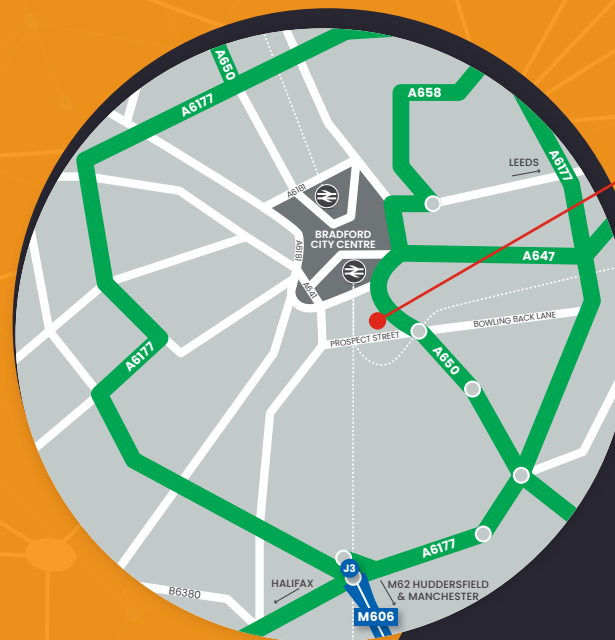 A650
A6177
A658
LEEDS
A6177
A6181
BRADFORD
CITY CENTRE
A6181
A647
A641
PROSPECT STREET
BOWLING BACK LANE
A6177
A650
A6177
J3
HALIFAX
M62 HUDDERSFIELD
& MANCHESTER
B6380
M606